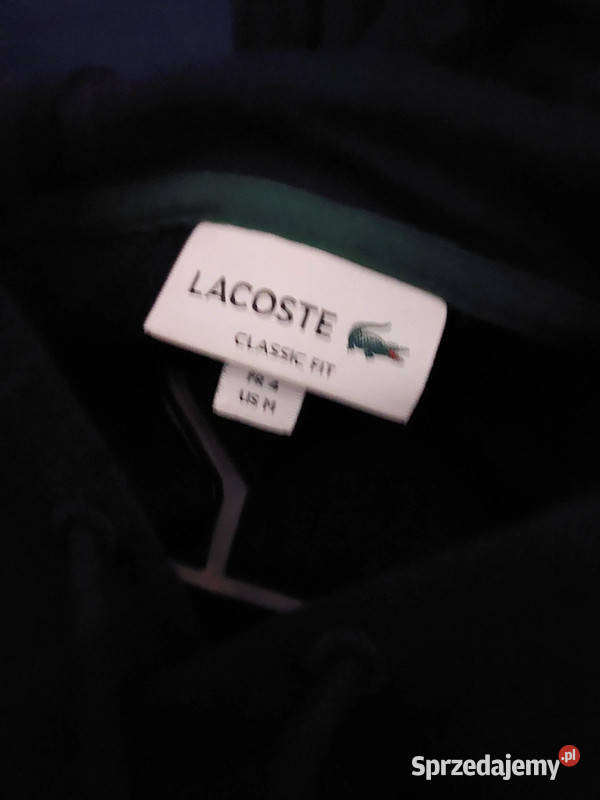 LACOSTE
CLASSIC FIT
FR 4
US M
Sprzedajemy.pl